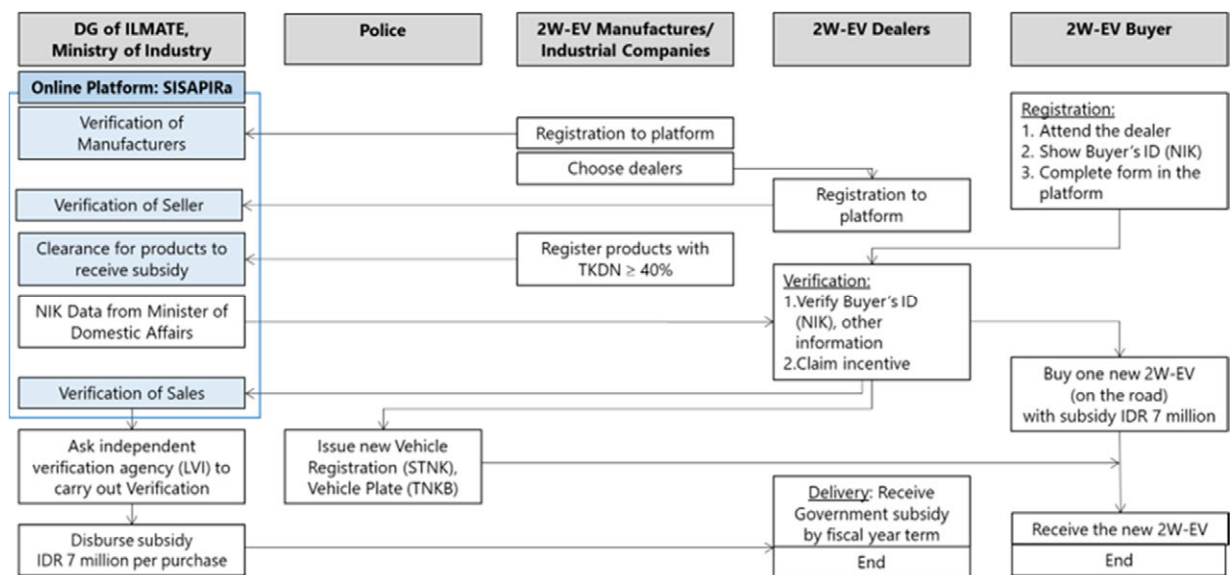 DG of ILMATE,
Ministry of Industry
Police
2W-EV Manufactures/
Industrial Companies
2W-EV Dealers
2W-EV Buyer
Online Platform: SISAPIRa
Verification of
Manufacturers
Registration to platform
Choose dealers
Registration:
1. Attend the dealer
2. Show Buyer's ID (NIK)
3. Complete form in the
platform
Verification of Seller
Registration to
platform
Clearance for products to
receive subsidy
Register products with
TKDN ≥ 40%
Verification:
1.Verify Buyer's ID
(NIK), other
information
2.Claim incentive
NIK Data from Minister of
Domestic Affairs
Verification of Sales
Buy one new 2W-EV
(on the road)
with subsidy IDR 7 million
Ask independent
verification agency (LVI) to
carry out Verification
Issue new Vehicle
Registration (STNK),
Vehicle Plate (TNKB)
Delivery: Receive
Government subsidy
by fiscal year term
End
Disburse subsidy
IDR 7 million per purchase
Receive the new 2W-EV
End